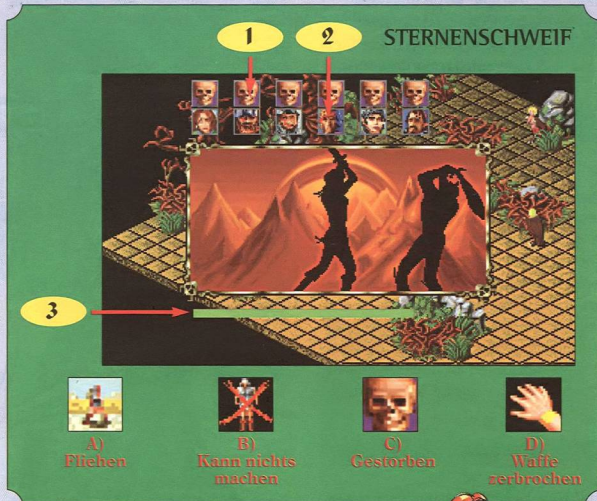 STERNENSCHWEIF
1
2
3
A)
Fliehen
B)
Kann nichts
machen
C)
Gestorben
D)
Waffe
zerbrochen